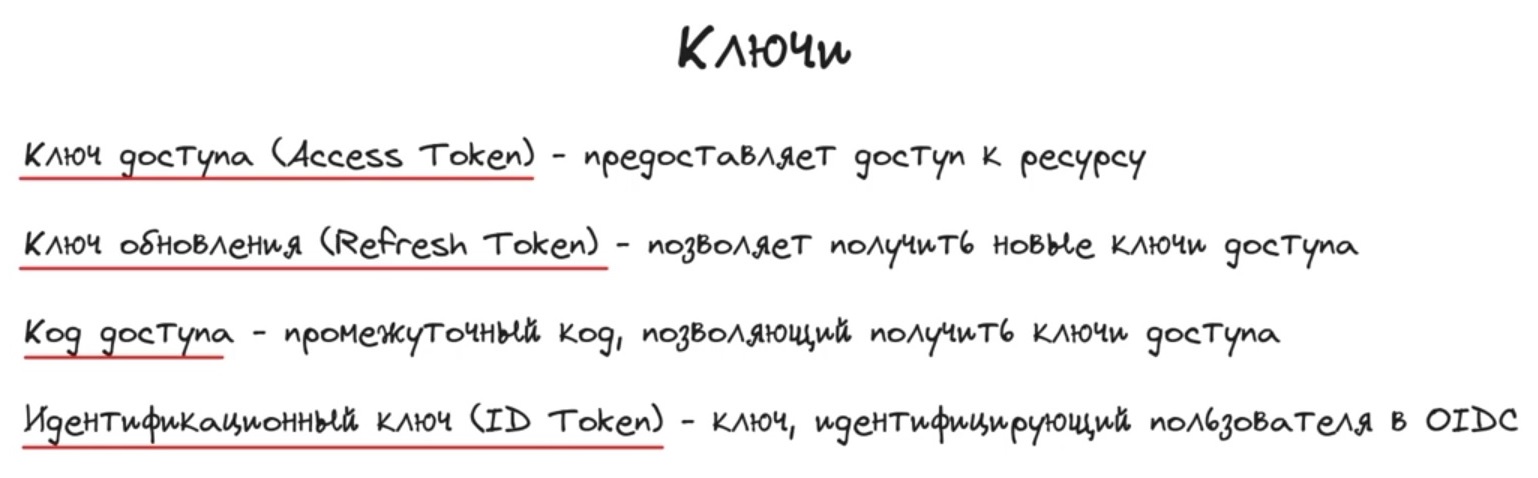 Ключи
Ключ доступа (Access Token) - предоставляет доступ к ресурсу
Ключ обновления (Refresh Token) - позволяет получить новые ключи доступа
Код доступа - промежуточный код, позволяющий получить ключи доступа
Идентификационный ключ (ID Token) - ключ, идентифицирующий пользователя в OIDC